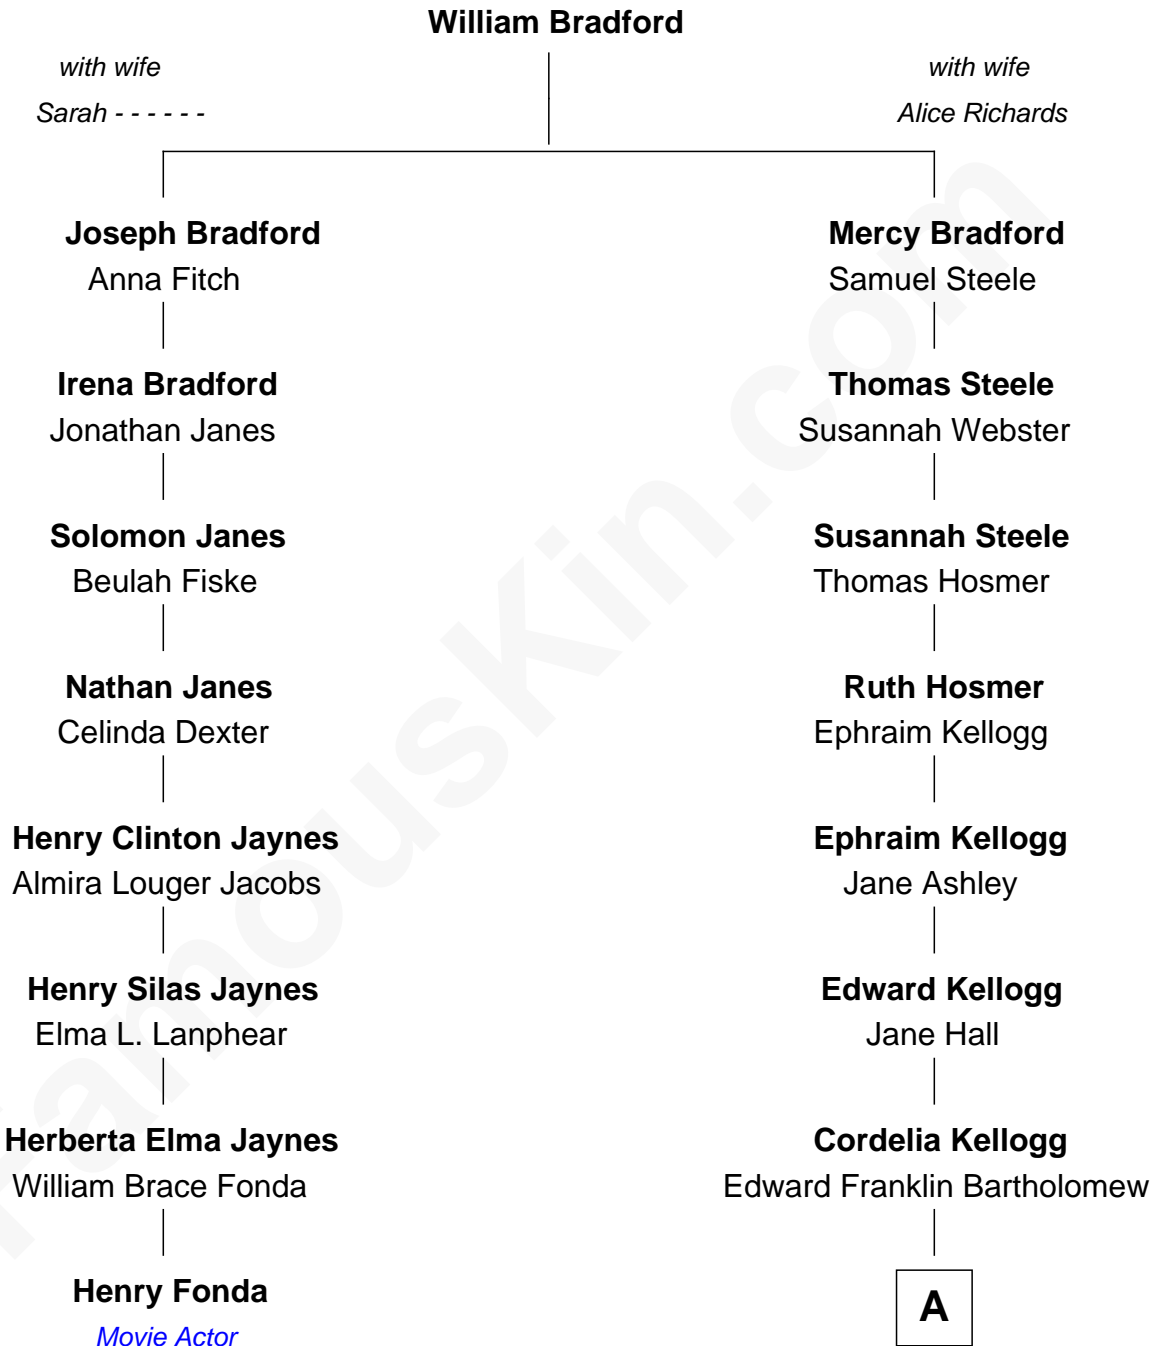 William Bradford
with wife
Sarah - - - - - -
with wife
Alice Richards
Joseph Bradford
Anna Fitch
Mercy Bradford
Samuel Steele
Irena Bradford
Jonathan Janes
Thomas Steele
Susannah Webster
Solomon Janes
Beulah Fiske
Susannah Steele
Thomas Hosmer
Nathan Janes
Celinda Dexter
Ruth Hosmer
Ephraim Kellogg
Henry Clinton Jaynes
Almira Louger Jacobs
Ephraim Kellogg
Jane Ashley
Henry Silas Jaynes
Elma L. Lanphear
Edward Kellogg
Jane Hall
Herberta Elma Jaynes
William Brace Fonda
Cordelia Kellogg
Edward Franklin Bartholomew
Henry Fonda
Movie Actor
A
FamousKin.com